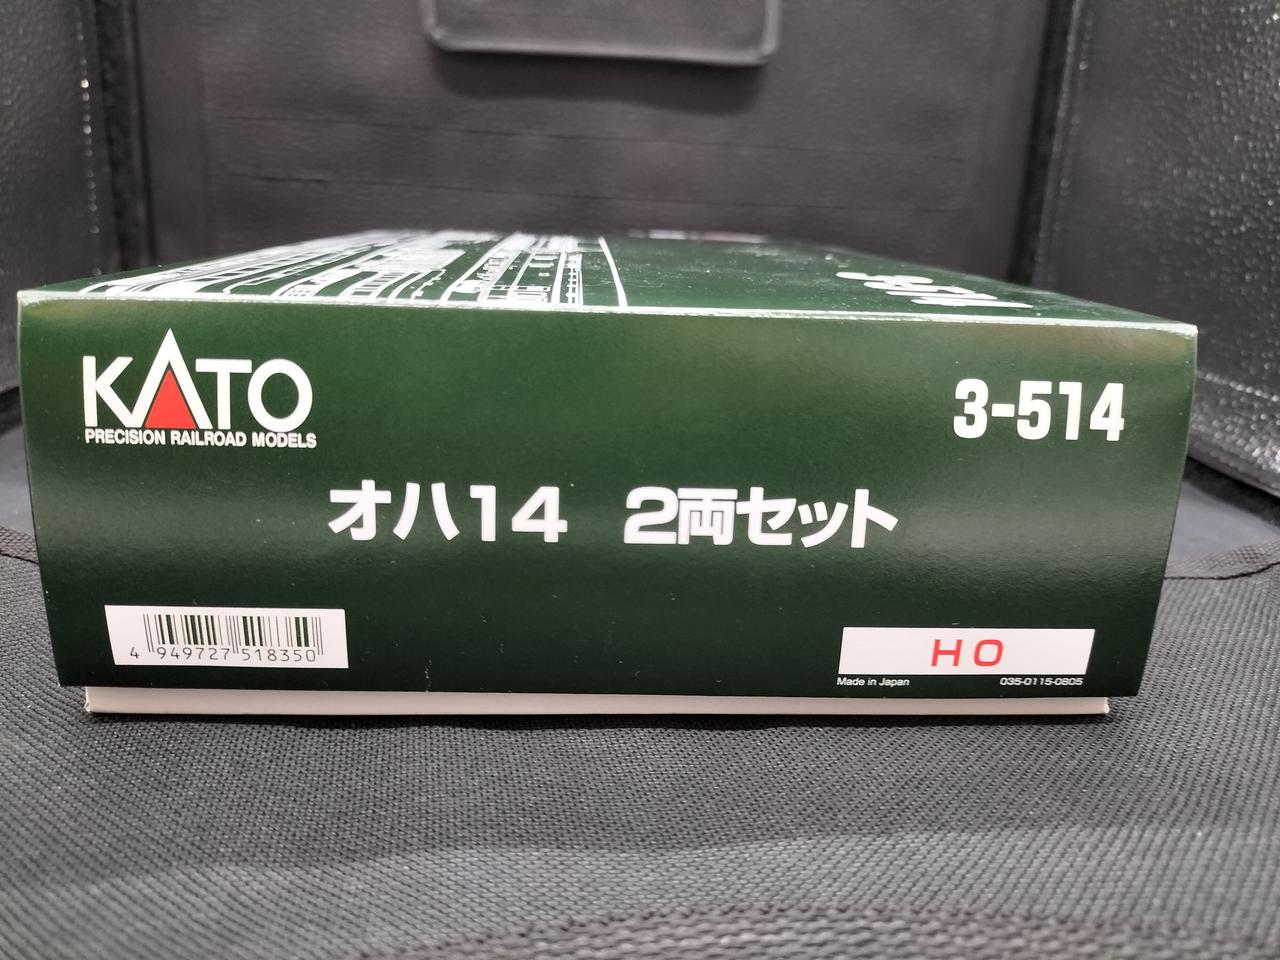 KATO
PRECISION RAILROAD MODELS
3-514
オハ14 2両セット
4 949727 518350
HO
Made in Japan
035-0115-0805